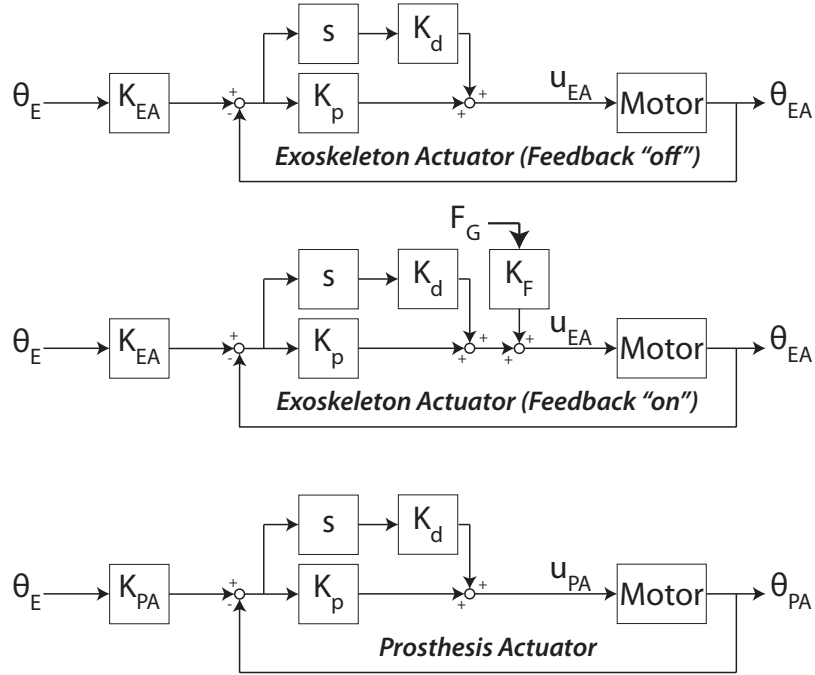 s K_d
θ_E K_EA + - K_p + + u_EA Motor θ_EA
Exoskeleton Actuator (Feedback “off”)
F_G
s K_d K_F
θ_E K_EA + - K_p + + + + u_EA Motor θ_EA
Exoskeleton Actuator (Feedback “on”)
s K_d
θ_E K_PA + - K_p + + u_PA Motor θ_PA
Prosthesis Actuator